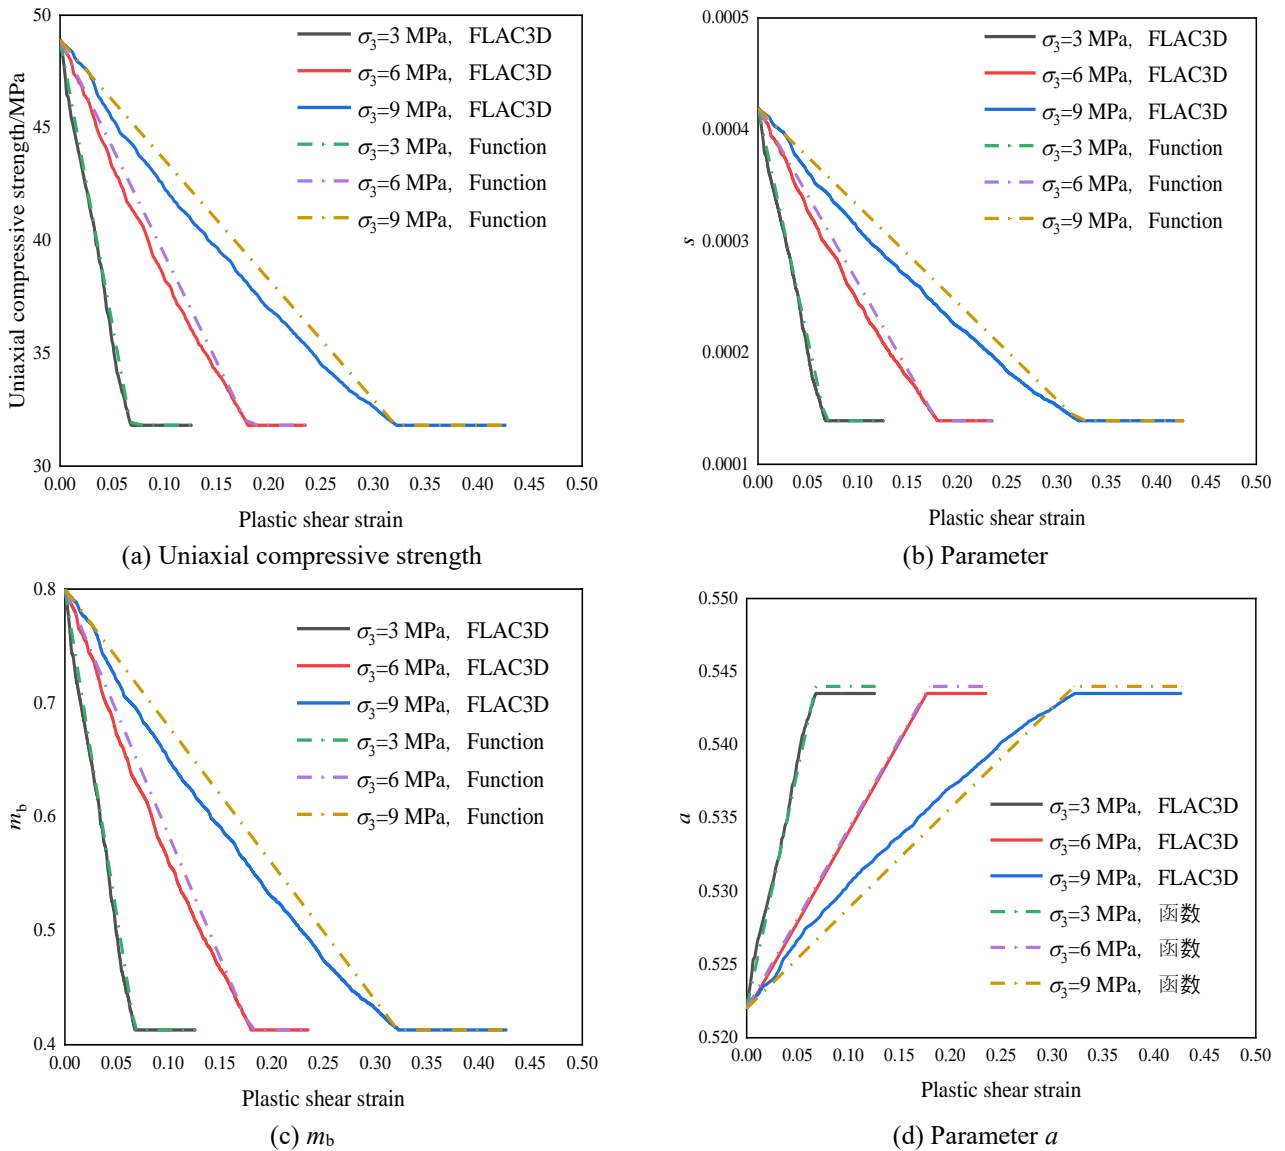 50
45
40
35
30
Uniaxial compressive strength/MPa
σ3=3 MPa, FLAC3D
σ3=6 MPa, FLAC3D
σ3=9 MPa, FLAC3D
σ3=3 MPa, Function
σ3=6 MPa, Function
σ3=9 MPa, Function
0.00 0.05 0.10 0.15 0.20 0.25 0.30 0.35 0.40 0.45 0.50
Plastic shear strain
(a) Uniaxial compressive strength
0.0005
0.0004
0.0003
0.0002
0.0001
s
σ3=3 MPa, FLAC3D
σ3=6 MPa, FLAC3D
σ3=9 MPa, FLAC3D
σ3=3 MPa, Function
σ3=6 MPa, Function
σ3=9 MPa, Function
0.00 0.05 0.10 0.15 0.20 0.25 0.30 0.35 0.40 0.45 0.50
Plastic shear strain
(b) Parameter
0.8
0.7
0.6
0.5
0.4
mb
σ3=3 MPa, FLAC3D
σ3=6 MPa, FLAC3D
σ3=9 MPa, FLAC3D
σ3=3 MPa, Function
σ3=6 MPa, Function
σ3=9 MPa, Function
0.00 0.05 0.10 0.15 0.20 0.25 0.30 0.35 0.40 0.45 0.50
Plastic shear strain
(c) mb
0.550
0.545
0.540
0.535
0.530
0.525
0.520
a
σ3=3 MPa, FLAC3D
σ3=6 MPa, FLAC3D
σ3=9 MPa, FLAC3D
σ3=3 MPa, 函数
σ3=6 MPa, 函数
σ3=9 MPa, 函数
0.00 0.05 0.10 0.15 0.20 0.25 0.30 0.35 0.40 0.45 0.50
Plastic shear strain
(d) Parameter a